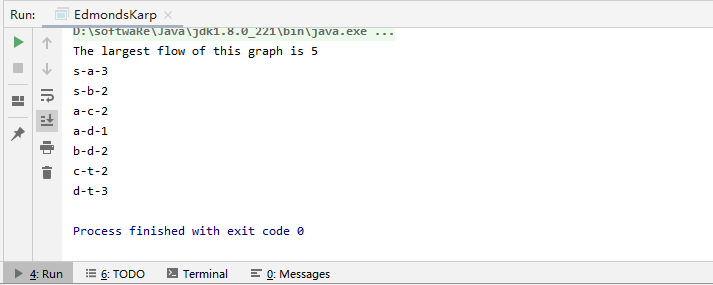 Run: EdmondsKarp
D:\softwaRe\Java\jdk1.8.0_221\bin\java.exe ...
The largest flow of this graph is 5
s-a-3
s-b-2
a-c-2
a-d-1
b-d-2
c-t-2
d-t-3
Process finished with exit code 0
4: Run 6: TODO Terminal 0: Messages